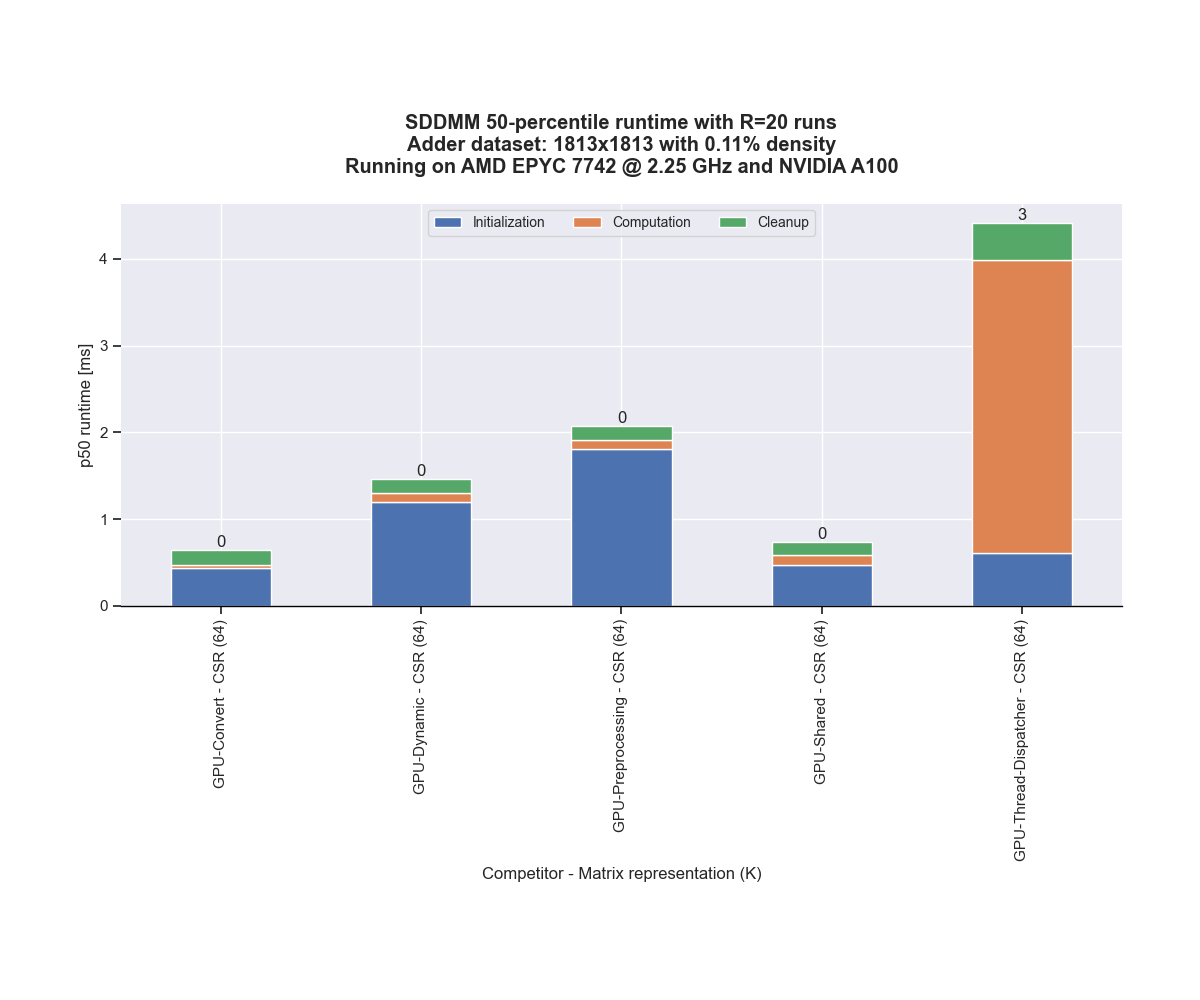 SDDMM 50-percentile runtime with R=20 runs
Adder dataset: 1813x1813 with 0.11% density
Running on AMD EPYC 7742 @ 2.25 GHz and NVIDIA A100
Initialization Computation Cleanup
3
4
3
p50 runtime [ms]
0
2
0
0
0
1
0
GPU-Convert - CSR (64)
GPU-Dynamic - CSR (64)
GPU-Preprocessing - CSR (64)
GPU-Shared - CSR (64)
GPU-Thread-Dispatcher - CSR (64)
Competitor - Matrix representation (K)